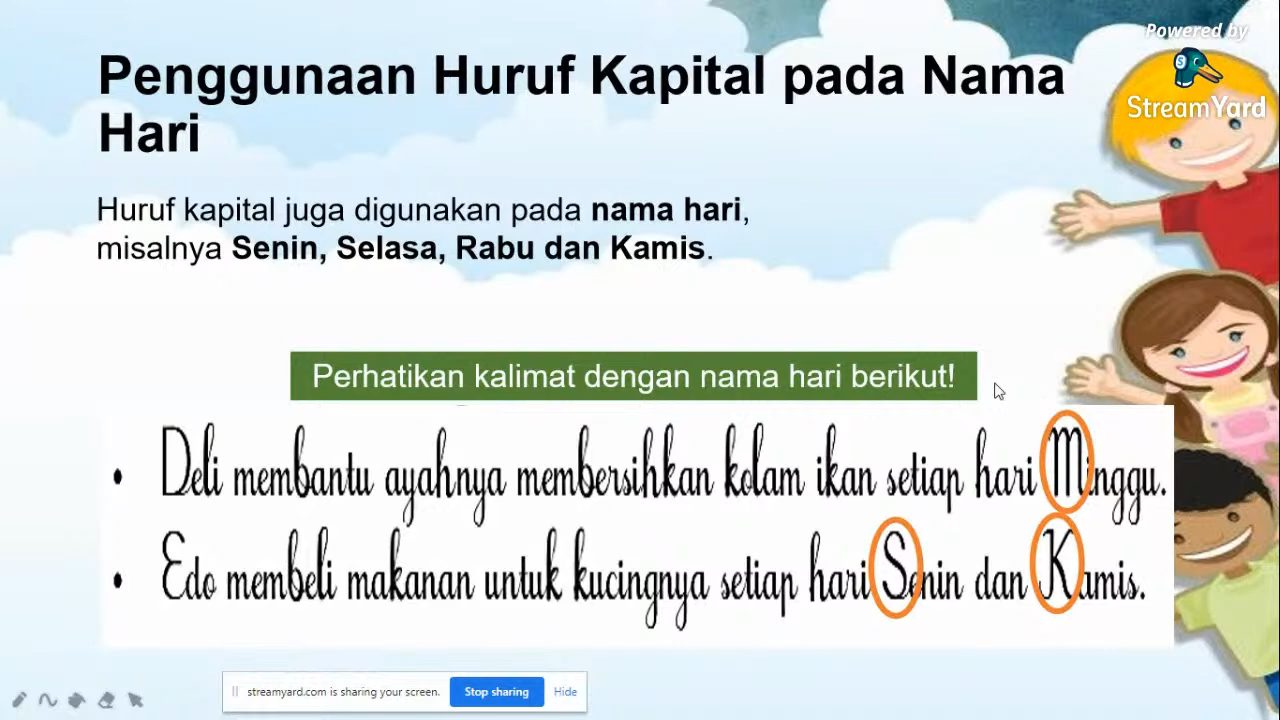 Powered by
StreamYard
Penggunaan Huruf Kapital pada Nama
Hari
Huruf kapital juga digunakan pada nama hari,
misalnya Senin, Selasa, Rabu dan Kamis.
Perhatikan kalimat dengan nama hari berikut!
• Deli membantu ayahnya membersihkan kolam ikan setiap hari Minggu.
• Edo membeli makanan untuk kucingnya setiap hari Senin dan Kamis.
streamyard.com is sharing your screen. Stop sharing Hide